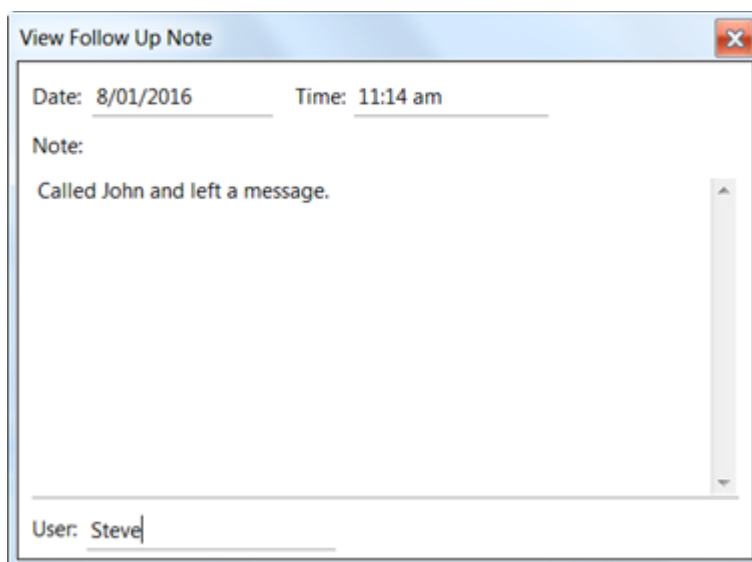 View Follow Up Note
Date: 8/01/2016 Time: 11:14 am
Note:
Called John and left a message.
User: Steve